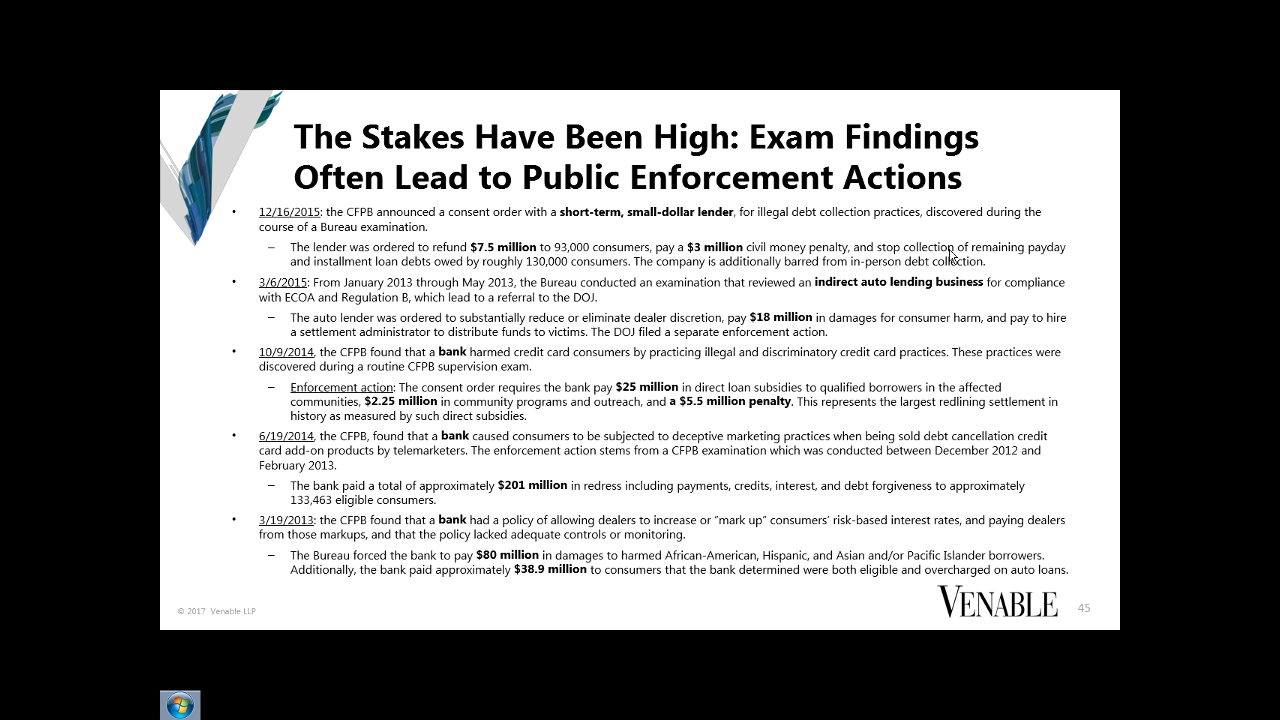 The Stakes Have Been High: Exam Findings
Often Lead to Public Enforcement Actions
• 12/16/2015: the CFPB announced a consent order with a short-term, small-dollar lender, for illegal debt collection practices, discovered during the
course of a Bureau examination.
– The lender was ordered to refund $7.5 million to 93,000 consumers, pay a $3 million civil money penalty, and stop collection of remaining payday
and installment loan debts owed by roughly 130,000 consumers. The company is additionally barred from in-person debt collection.
• 3/6/2015: From January 2013 through May 2013, the Bureau conducted an examination that reviewed an indirect auto lending business for compliance
with ECOA and Regulation B, which lead to a referral to the DOJ.
– The auto lender was ordered to substantially reduce or eliminate dealer discretion, pay $18 million in damages for consumer harm, and pay to hire
a settlement administrator to distribute funds to victims. The DOJ filed a separate enforcement action.
• 10/9/2014, the CFPB found that a bank harmed credit card consumers by practicing illegal and discriminatory credit card practices. These practices were
discovered during a routine CFPB supervision exam.
– Enforcement action: The consent order requires the bank pay $25 million in direct loan subsidies to qualified borrowers in the affected
communities, $2.25 million in community programs and outreach, and a $5.5 million penalty. This represents the largest redlining settlement in
history as measured by such direct subsidies.
• 6/19/2014, the CFPB, found that a bank caused consumers to be subjected to deceptive marketing practices when being sold debt cancellation credit
card add-on products by telemarketers. The enforcement action stems from a CFPB examination which was conducted between December 2012 and
February 2013.
– The bank paid a total of approximately $201 million in redress including payments, credits, interest, and debt forgiveness to approximately
133,463 eligible consumers.
• 3/19/2013: the CFPB found that a bank had a policy of allowing dealers to increase or “mark up” consumers’ risk-based interest rates, and paying dealers
from those markups, and that the policy lacked adequate controls or monitoring.
– The Bureau forced the bank to pay $80 million in damages to harmed African-American, Hispanic, and Asian and/or Pacific Islander borrowers.
Additionally, the bank paid approximately $38.9 million to consumers that the bank determined were both eligible and overcharged on auto loans.
© 2017 Venable LLP
VENABLE
45